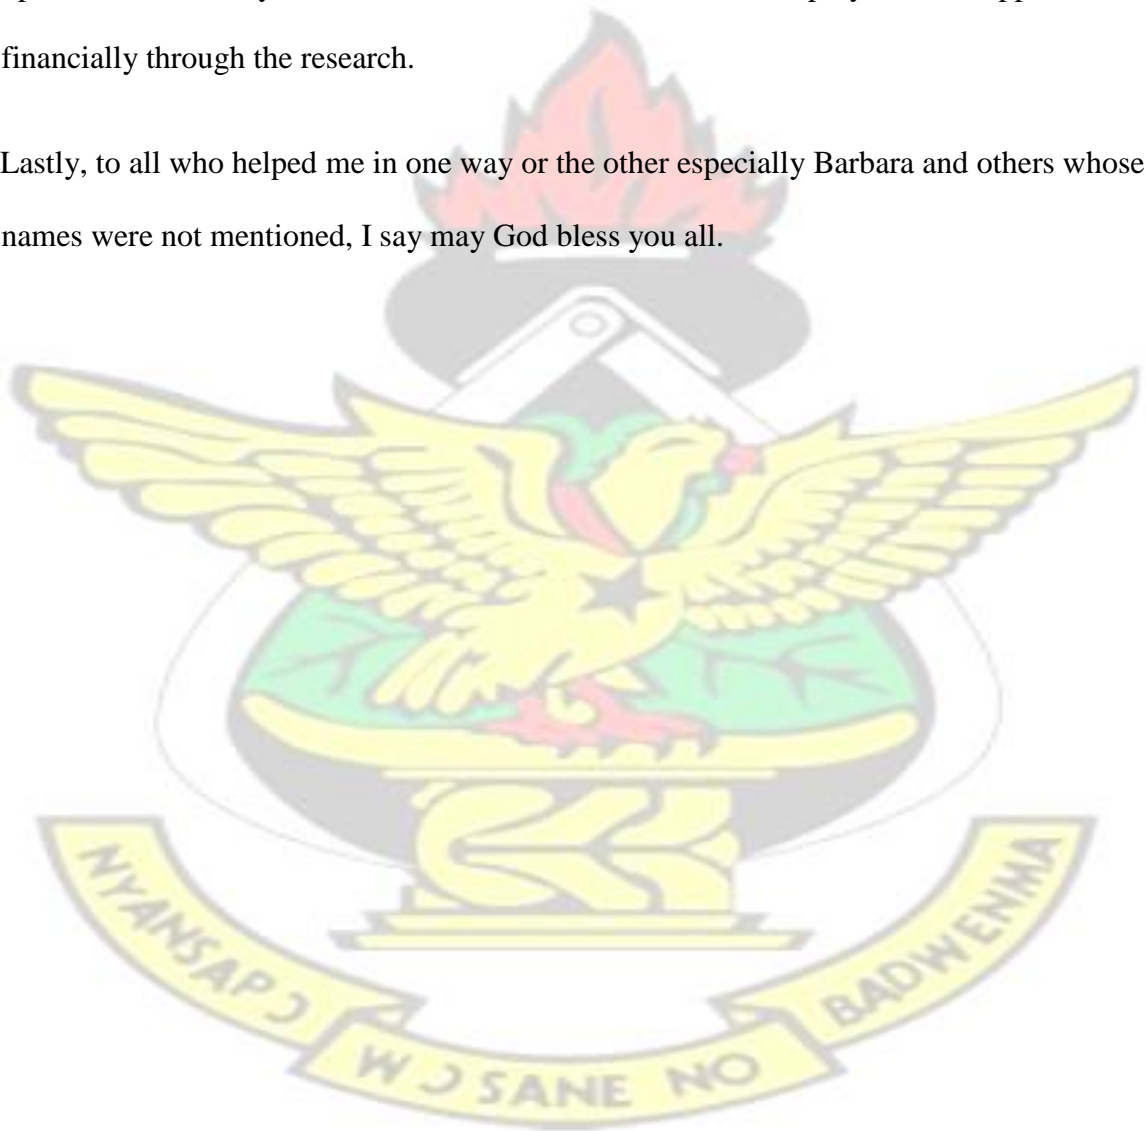 financially through the research.
Lastly, to all who helped me in one way or the other especially Barbara and others whose
names were not mentioned, I say may God bless you all.
NYANSAPƆ WƆSANE NO BADWENMA